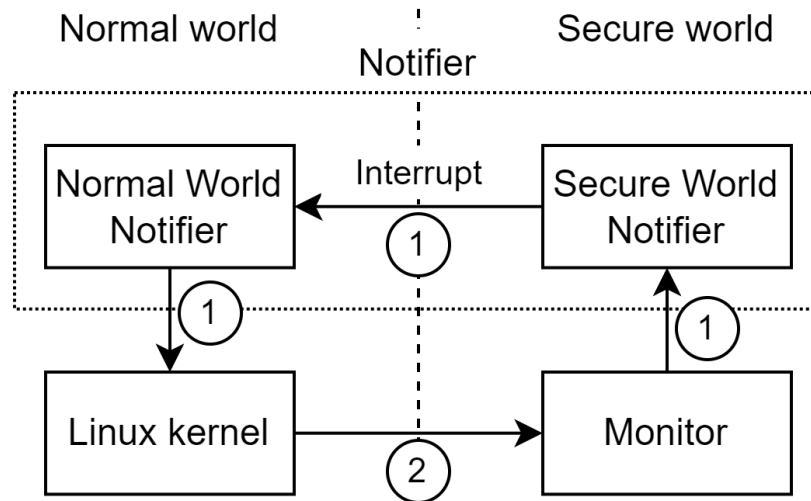 Normal world
Secure world
Notifier
Normal World
Notifier
Interrupt
Secure World
Notifier
1
1
1
Linux kernel
Monitor
2